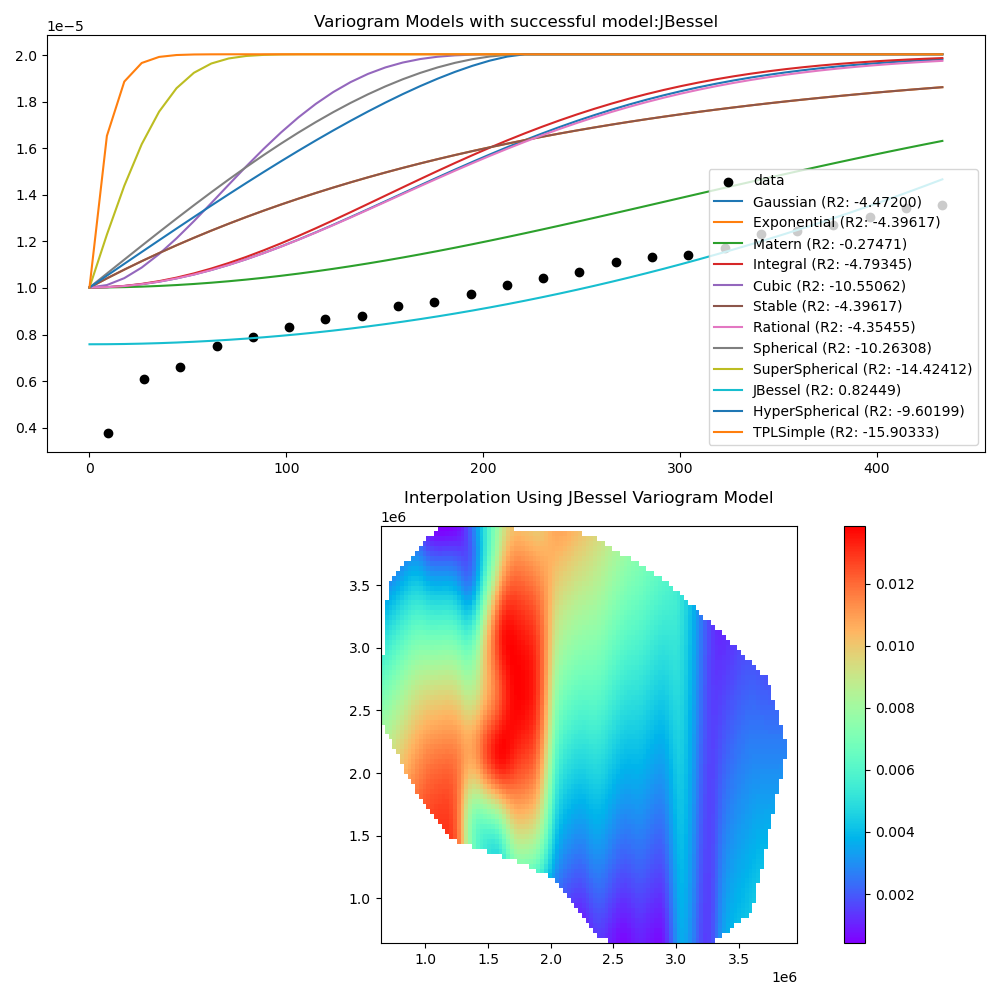 Variogram Models with successful model:JBessel
1e−5
2.0
1.8
1.6
1.4
1.2
1.0
0.8
0.6
0.4
data
Gaussian (R2: -4.47200)
Exponential (R2: -4.39617)
Matern (R2: -0.27471)
Integral (R2: -4.79345)
Cubic (R2: -10.55062)
Stable (R2: -4.39617)
Rational (R2: -4.35455)
Spherical (R2: -10.26308)
SuperSpherical (R2: -14.42412)
JBessel (R2: 0.82449)
HyperSpherical (R2: -9.60199)
TPLSimple (R2: -15.90333)
0 100 200 300 400
Interpolation Using JBessel Variogram Model
1e6
3.5
3.0
2.5
2.0
1.5
1.0
1.0 1.5 2.0 2.5 3.0 3.5
1e6
0.012
0.010
0.008
0.006
0.004
0.002